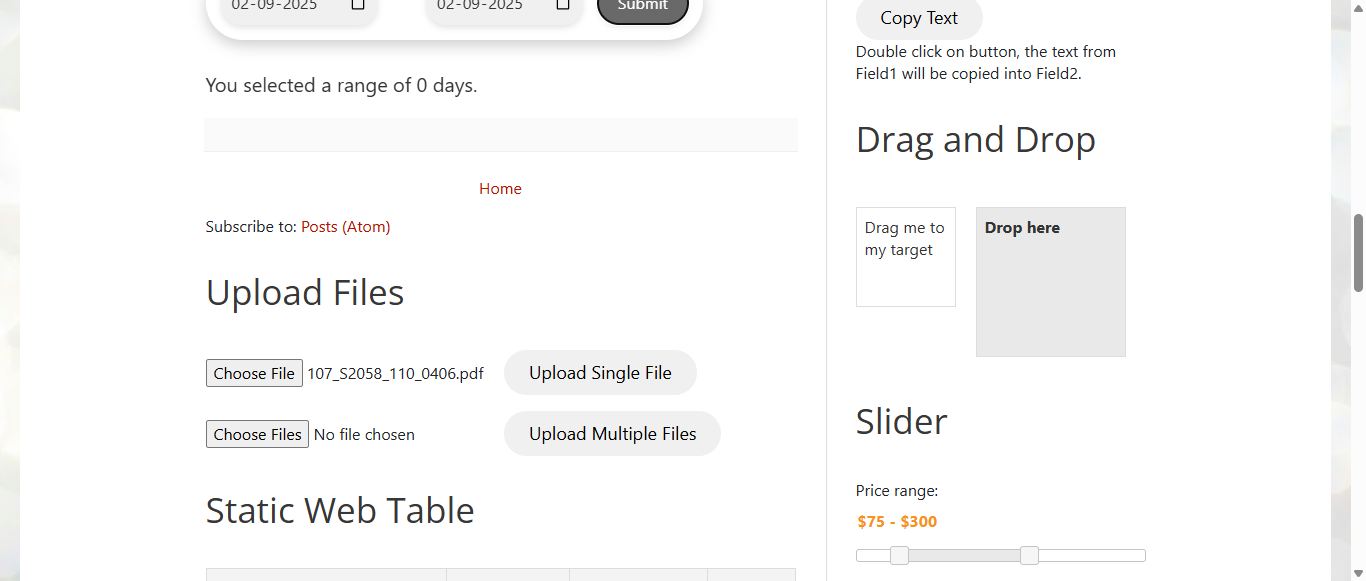 02-09-2025
02-09-2025
Submit
You selected a range of 0 days.
Home
Subscribe to: Posts (Atom)
Upload Files
Choose File 107_S2058_110_0406.pdf Upload Single File
Choose Files No file chosen Upload Multiple Files
Static Web Table
Copy Text
Double click on button, the text from
Field1 will be copied into Field2.
Drag and Drop
Drag me to
my target
Drop here
Slider
Price range:
$75 - $300